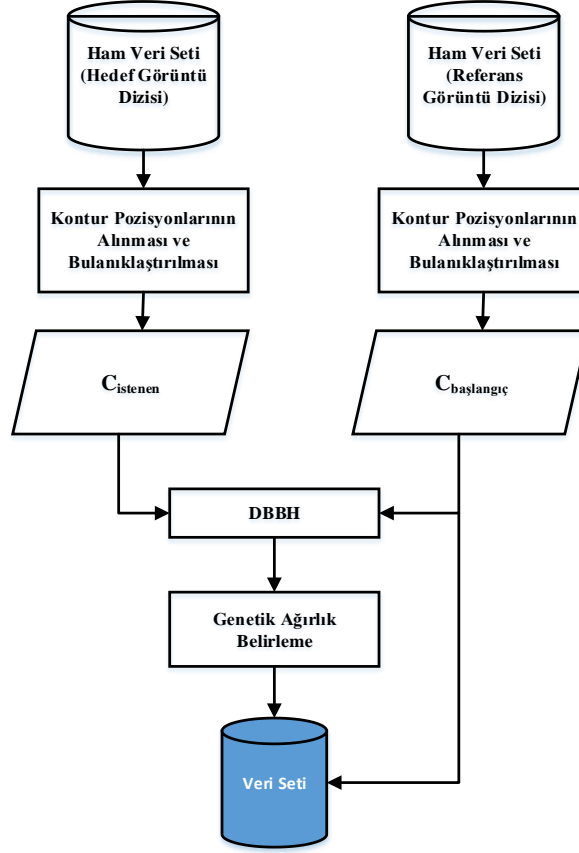 Ham Veri Seti
(Hedef Görüntü
Dizisi)
Ham Veri Seti
(Referans
Görüntü Dizisi)
Kontur Pozisyonlarının
Alınması ve
Bulanıklaştırılması
Kontur Pozisyonlarının
Alınması ve
Bulanıklaştırılması
Cistenen
Cbaşlangıç
DBBH
Genetik Ağırlık
Belirleme
Veri Seti